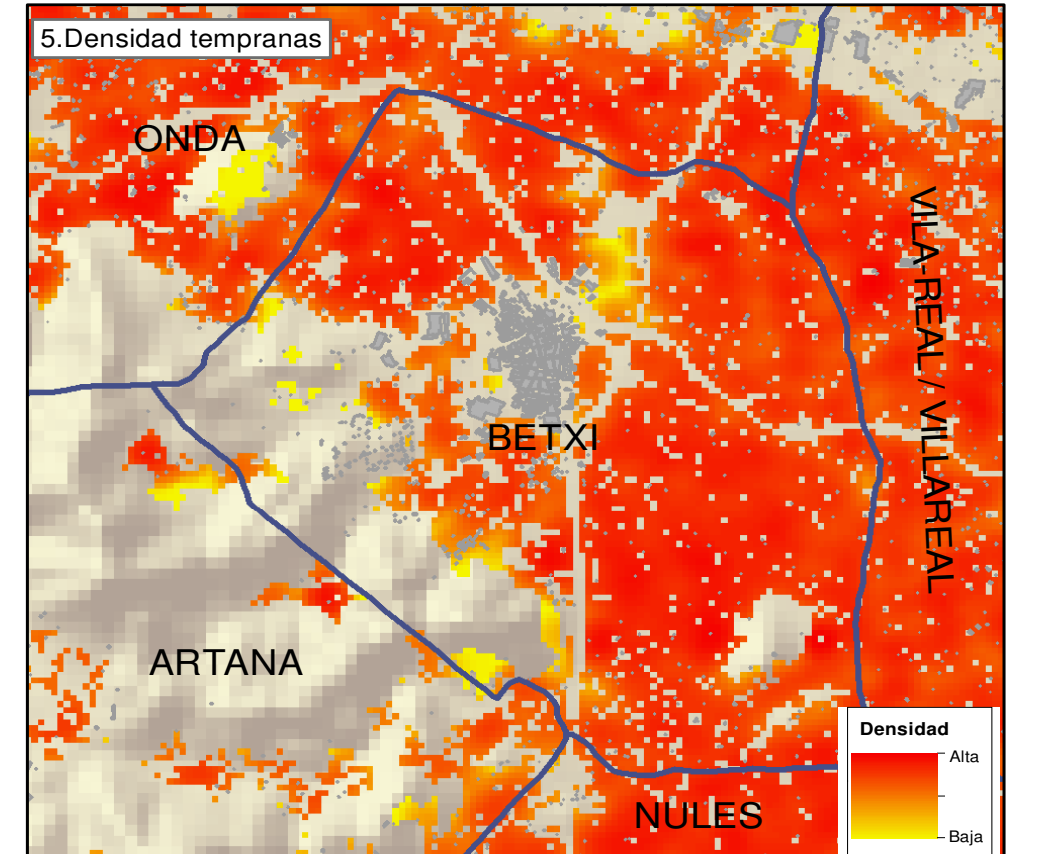 5.Densidad tempranas
ONDA
VILA-REAL / VILLAREAL
BETXI
ARTANA
NULES
Densidad
Alta
Baja